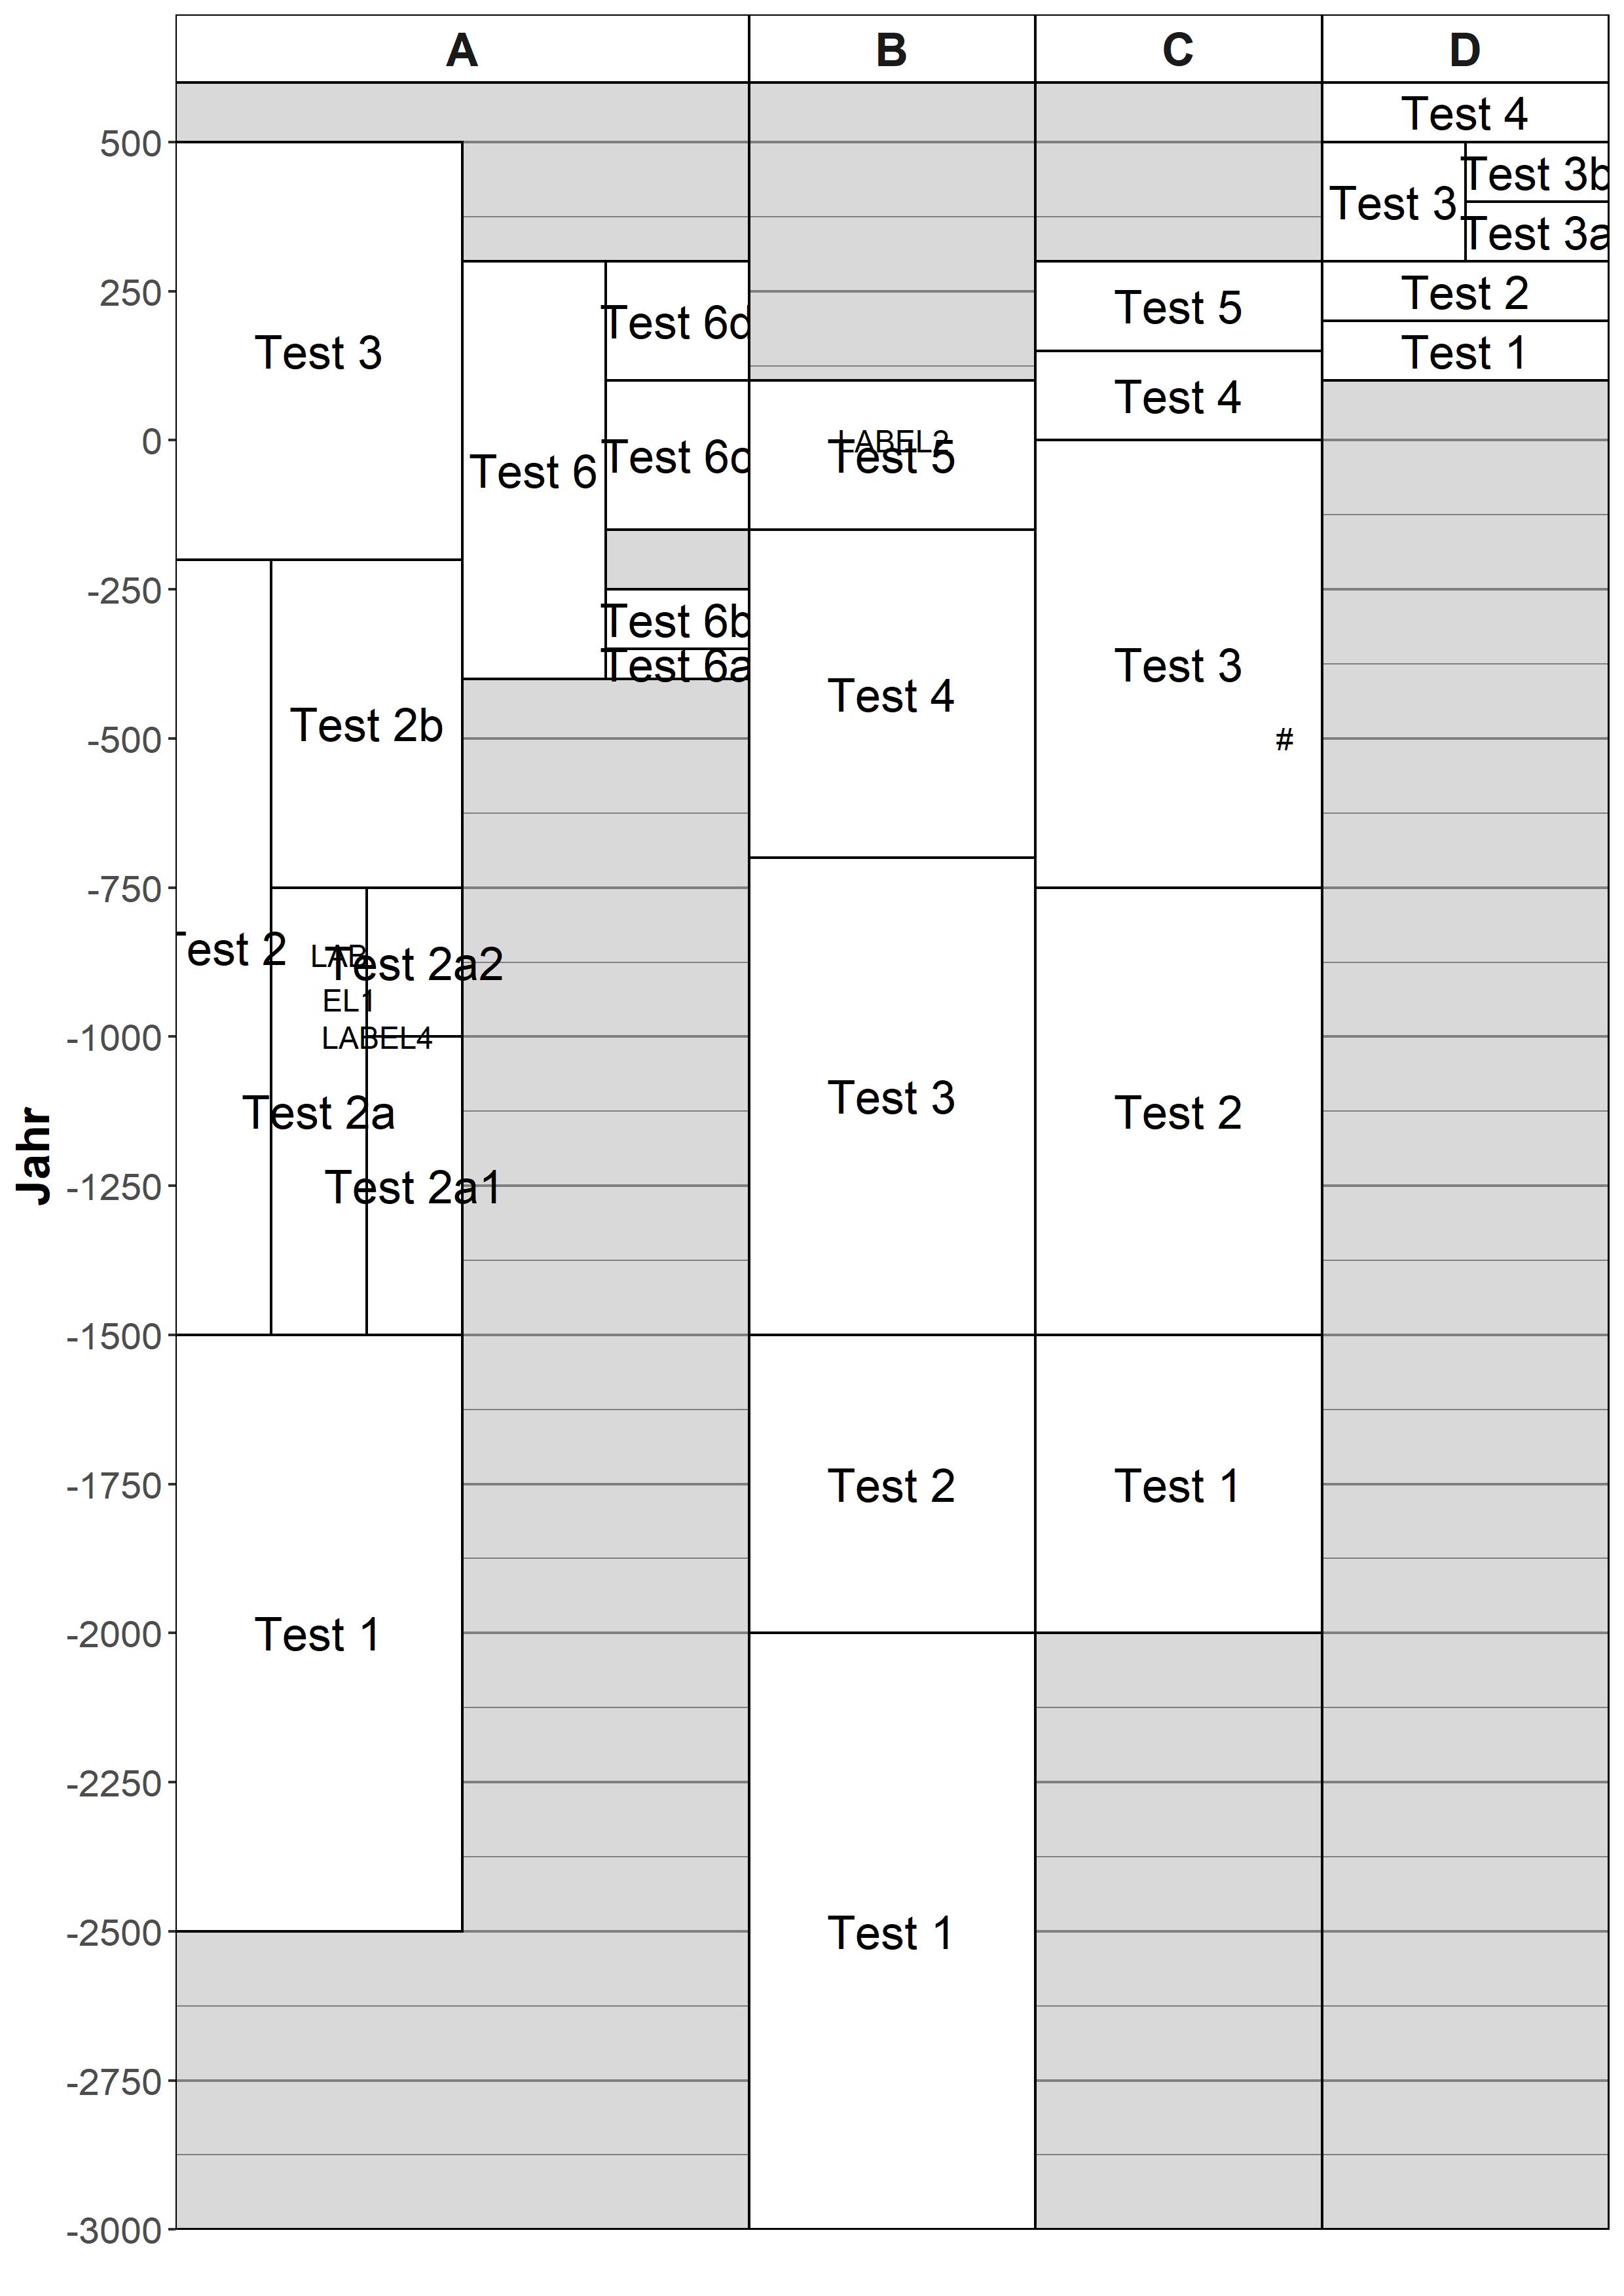 A
B
C
D
500
250
0
-250
-500
-750
-1000
-1250
-1500
-1750
-2000
-2250
-2500
-2750
-3000
Jahr
Test 3
Test 6
Test 6d
Test 6c
Test 6b
Test 6a
Test 2b
Test 2
LAB
EL1
Test 2a2
LABEL4
Test 2a
Test 2a1
Test 1
LABEL2
Test 5
Test 4
Test 3
Test 2
Test 1
Test 5
Test 4
Test 3
#
Test 2
Test 1
Test 4
Test 3
Test 3b
Test 3a
Test 2
Test 1